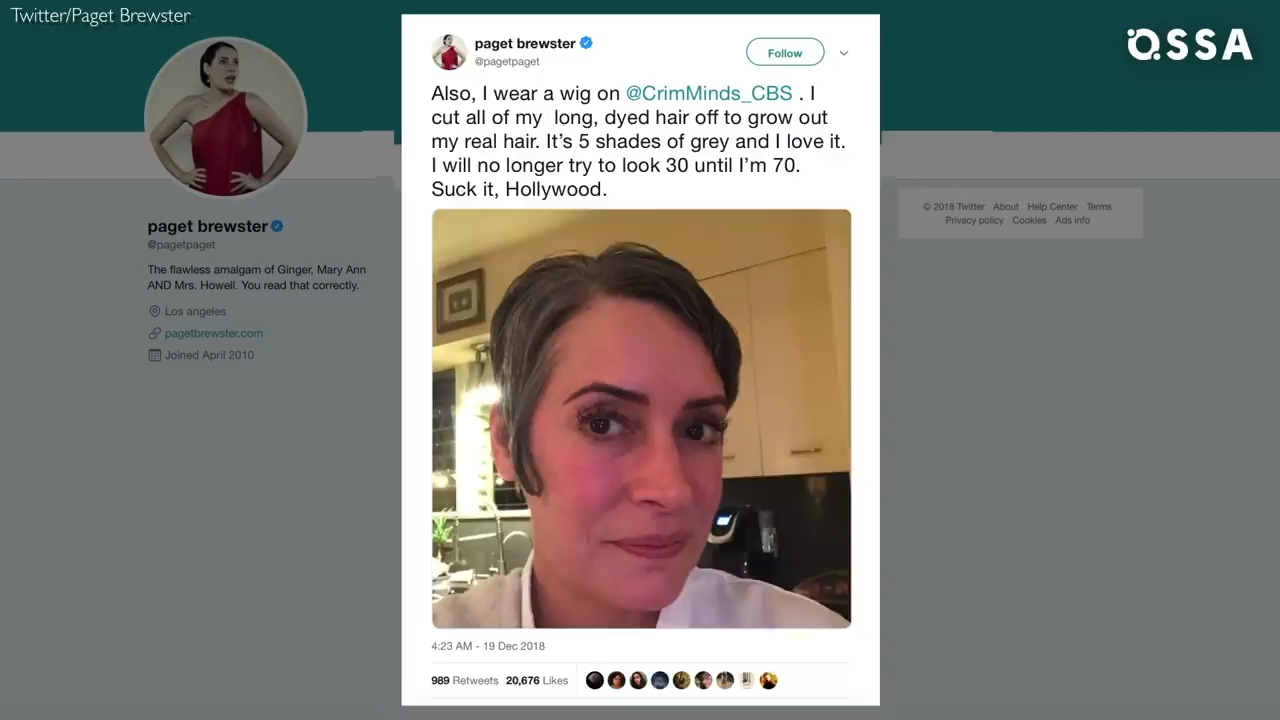 Twitter/Paget Brewster
QSSA
paget brewster
@pagetpaget
Follow
Also, I wear a wig on @CrimMinds_CBS . I
cut all of my long, dyed hair off to grow out
my real hair. It’s 5 shades of grey and I love it.
I will no longer try to look 30 until I’m 70.
Suck it, Hollywood.
4:23 AM - 19 Dec 2018
989 Retweets 20,676 Likes
paget brewster
@pagetpaget
The flawless amalgam of Ginger, Mary Ann
AND Mrs. Howell. You read that correctly.
Los angeles
pagetbrewster.com
Joined April 2010
© 2018 Twitter About Help Center Terms
Privacy policy Cookies Ads info